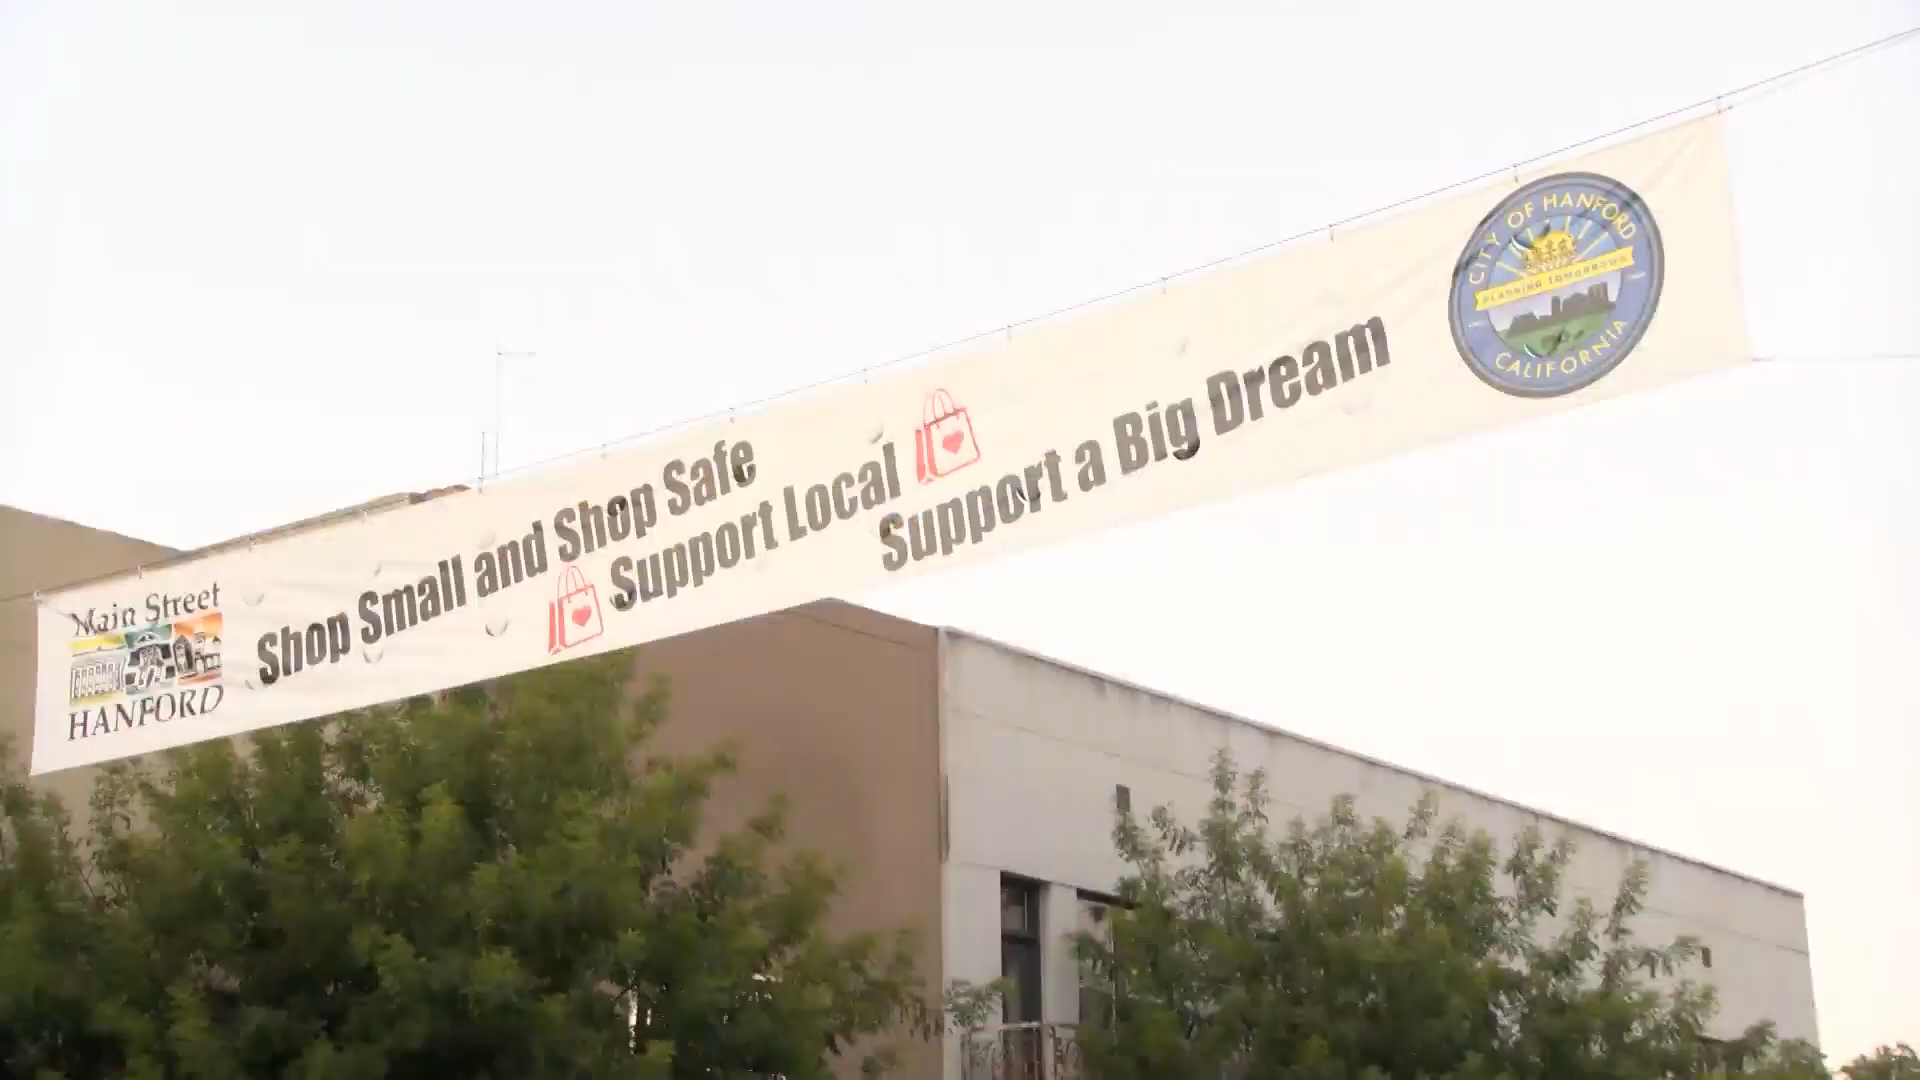 Main Street
HANFORD
Shop Small and Shop Safe
Support Local
Support a Big Dream
CITY OF HANFORD
PLANNING TOMORROW
CALIFORNIA